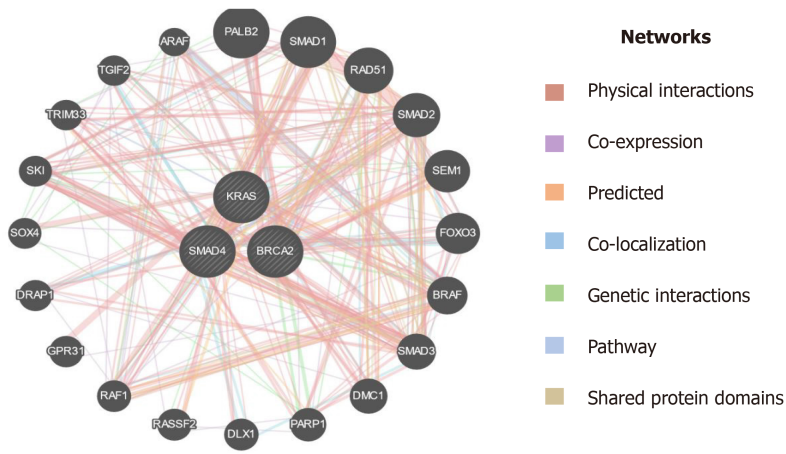 PALB2
SMAD1
ARAF
RAD51
TGIF2
SMAD2
TRIM33
SEM1
SKI
KRAS
FOXO3
SOX4
SMAD4
BRCA2
DRAP1
BRAF
GPR31
SMAD3
RAF1
DMC1
RASSF2
PARP1
DLX1
Networks
Physical interactions
Co-expression
Predicted
Co-localization
Genetic interactions
Pathway
Shared protein domains